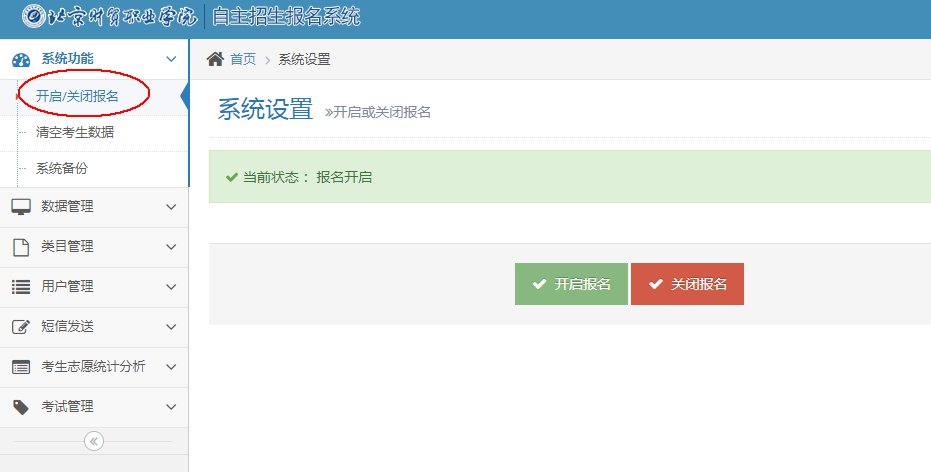 北京财贸职业学院 自主招生报名系统
系统功能
开启/关闭报名
清空考生数据
系统备份
数据管理
类目管理
用户管理
短信发送
考生志愿统计分析
考试管理
首页 > 系统设置
系统设置 »开启或关闭报名
当前状态： 报名开启
开启报名 关闭报名